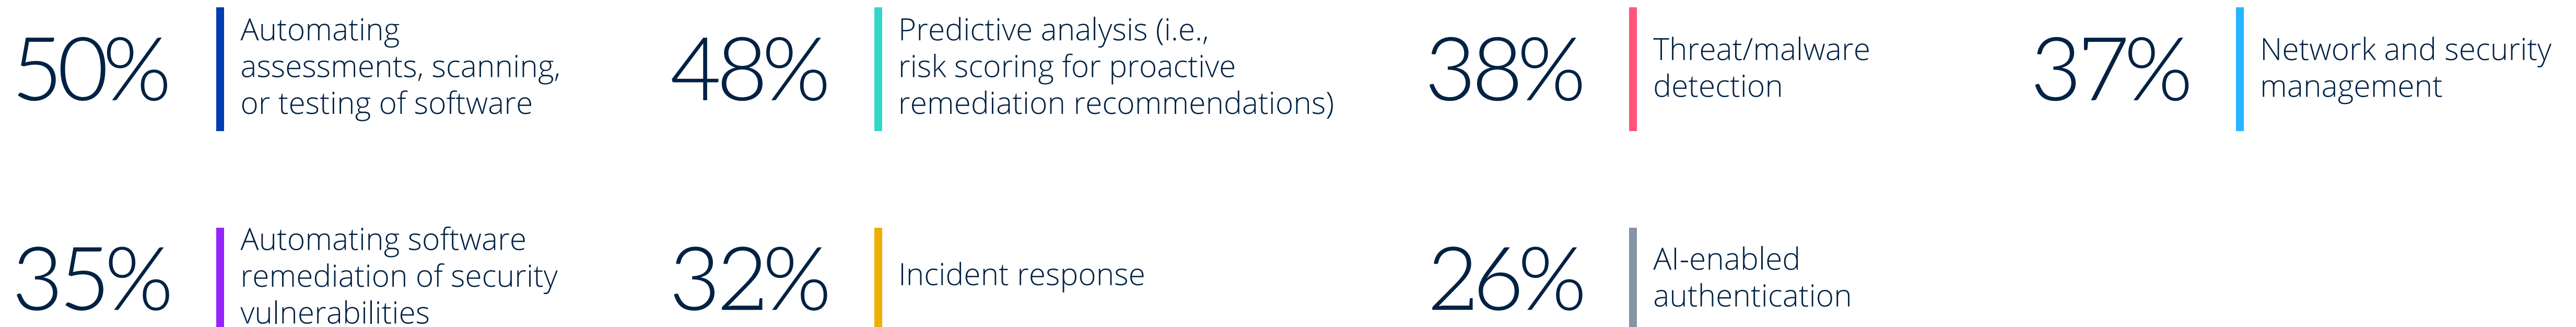 50%
Automating
assessments, scanning,
or testing of software
48%
Predictive analysis (i.e.,
risk scoring for proactive
remediation recommendations)
38%
Threat/malware
detection
37%
Network and security
management
35%
Automating software
remediation of security
vulnerabilities
32%
Incident response
26%
AI-enabled
authentication